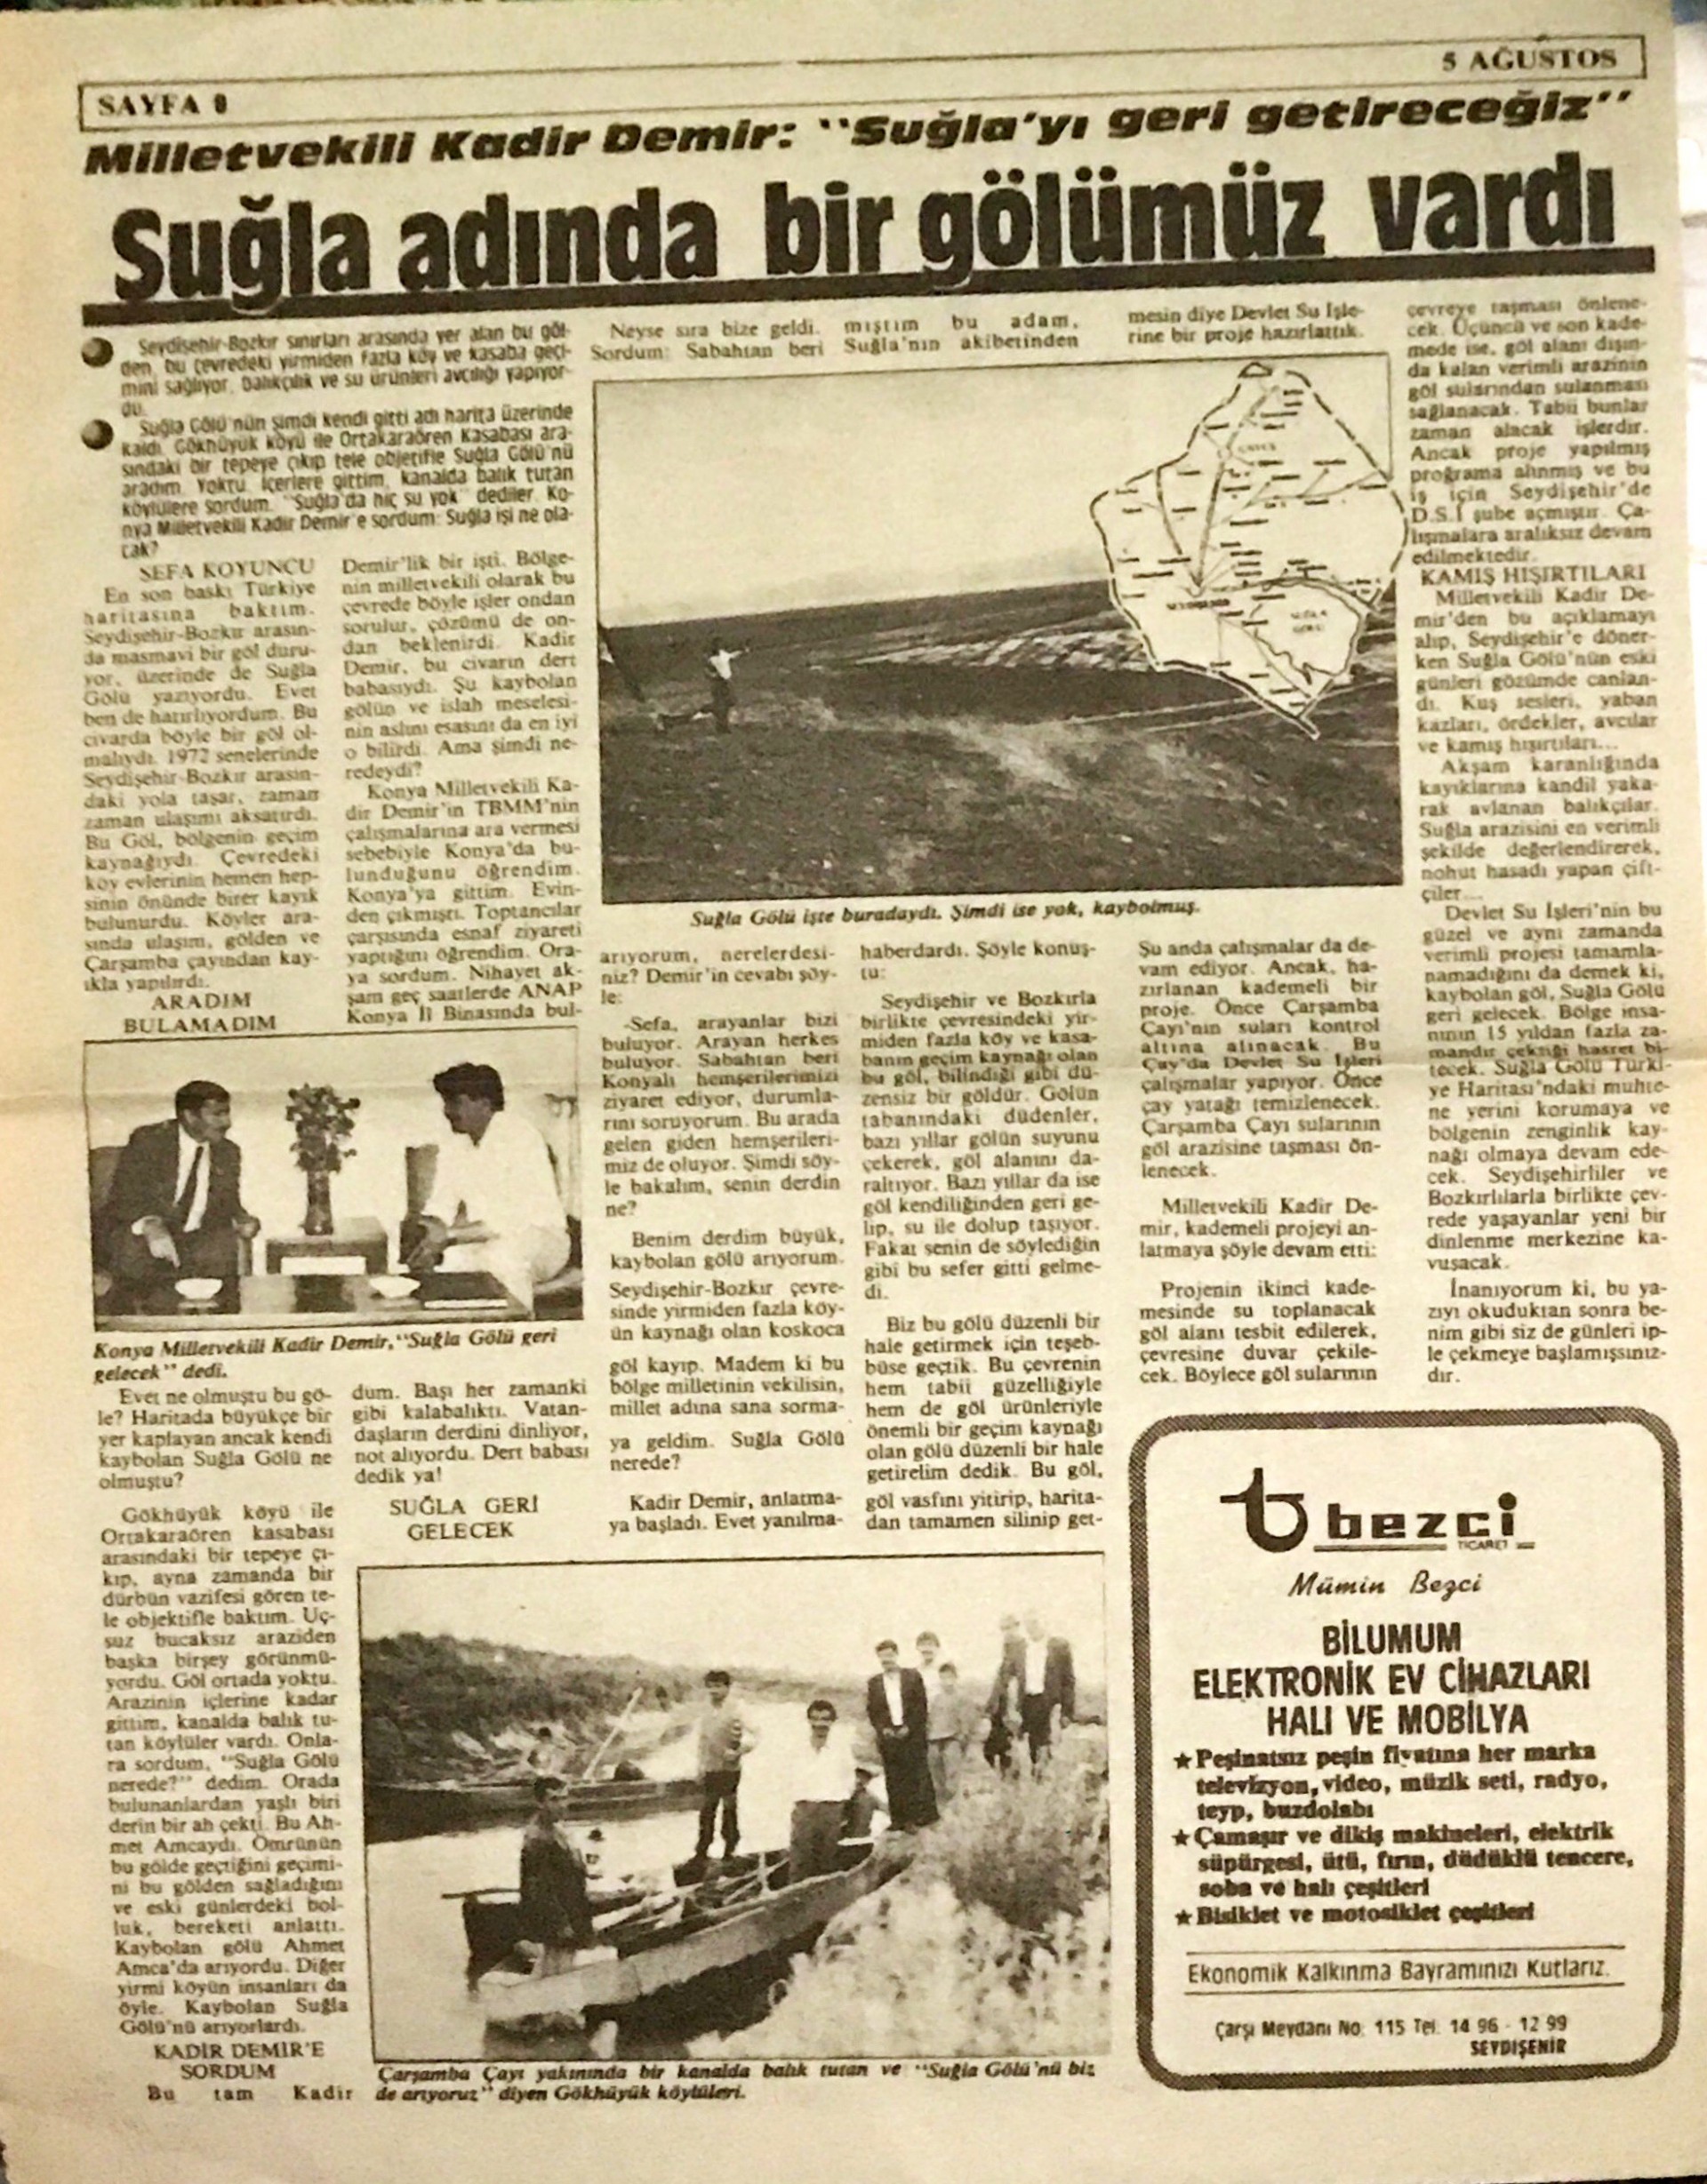 SAYFA 8
5 AĞUSTOS
Milletvekili Kadir Demir: "Suğla'yı geri getireceğiz"
Suğla adında bir gölümüz vardı
Seydişehir-Bozkır sınırları arasında yer alan bu göl-
den, bu çevredeki yirmiden fazla köy ve kasaba geçi-
mini sağlıyor, balıkçılık ve su ürünleri avcılığı yapıyor-
du.
Suğla Gölü'nün şimdi kendi gitti adı harita üzerinde
kaldı. Gökhüyük köyü ile Ortakaraören Kasabası ara-
sındaki bir tepeye çıkıp tele objetifle Suğla Gölü'nü
aradım. Yoktu. İçerlere gittim, kanalda balık tutan
köylülere sordum. "Suğla'da hiç su yok" dediler. Ko-
nya Milletvekili Kadir Demir'e sordum: Suğla işi ne ola-
cak?
SEFA KOYUNCU
En son baskı Türkiye
haritasına baktım.
Seydişehir-Bozkır arasın-
da masmavi bir göl duru-
yor, üzerinde de Suğla
Gölü yazıyordu. Evet
ben de hatırlıyordum. Bu
civarda böyle bir göl ol-
malıydı. 1972 senelerinde
Seydişehir-Bozkır arasın-
daki yola taşar, zaman
zaman ulaşımı aksatırdı.
Bu Göl, bölgenin geçim
kaynağıydı. Çevredeki
köy evlerinin hemen hep-
sinin önünde birer kayık
bulunurdu. Köyler ara-
sında ulaşım, gölden ve
Çarşamba çayından kay-
ıkla yapılırdı.
ARADIM
BULAMADIM
Konya Milletvekili Kadir Demir, "Suğla Gölü geri
gelecek" dedi.
Evet ne olmuştu bu gö-
le? Haritada büyükçe bir
yer kaplayan ancak kendi
kaybolan Suğla Gölü ne
olmuştu?
Gökhüyük köyü ile
Ortakaraören kasabası
arasındaki bir tepeye çı-
kıp, ayna zamanda bir
dürbün vazifesi gören te-
le objektifle baktım. Uç-
suz bucaksız araziden
başka birşey görünmü-
yordu. Göl ortada yoktu.
Arazinin içlerine kadar
gittim, kanalda balık tu-
tan köylüler vardı. Onla-
ra sordum, "Suğla Gölü
nerede?" dedim. Orada
bulunanlardan yaşlı biri
derin bir ah çekti. Bu Ah-
met Amcaydı. Ömrünün
bu gölde geçtiğini geçimi-
ni bu gölden sağladığını
ve eski günlerdeki bol-
luk, bereketi anlattı.
Kaybolan gölü Ahmet
Amca'da arıyordu. Diğer
yirmi köyün insanları da
öyle. Kaybolan Suğla
Gölü'nü arıyorlardı.
KADİR DEMİR'E
SORDUM
Bu tam Kadir
Demir'lik bir işti. Bölge-
nin milletvekili olarak bu
çevrede böyle işler ondan
sorulur, çözümü de on-
dan beklenirdi. Kadir
Demir, bu civarın dert
babasıydı. Şu kaybolan
gölün ve islah meselesi-
nin aslını esasını da en iyi
o bilirdi. Ama şimdi ne-
redeydi?
Konya Milletvekili Ka-
dir Demir'in TBMM'nin
çalışmalarına ara vermesi
sebebiyle Konya'da bu-
lunduğunu öğrendim.
Konya'ya gittim. Evin-
den çıkmıştı. Toptancılar
çarşısında esnaf ziyareti
yaptığını öğrendim. Ora-
ya sordum. Nihayet ak-
şam geç saatlerde ANAP
Konya İl Binasında bul-
dum. Başı her zamanki
gibi kalabalıktı. Vatan-
daşların derdini dinliyor,
not alıyordu. Dert babası
dedik ya!
SUĞLA GERİ
GELECEK
Neyse sıra bize geldi.
Sordum: Sabahtan beri
Suğla Gölü işte buradaydı. Şimdi ise yok, kaybolmuş.
arıyorum, nerelerdesi-
niz? Demir'in cevabı şöy-
le:
-Sefa, arayanlar bizi
buluyor. Arayan herkes
buluyor. Sabahtan beri
Konyalı hemşerilerimizi
ziyaret ediyor, durumla-
rını soruyorum. Bu arada
gelen giden hemşerileri-
miz de oluyor. Şimdi söy-
le bakalım, senin derdin
ne?
Benim derdim büyük,
kaybolan gölü arıyorum.
Seydişehir-Bozkır çevre-
sinde yirmiden fazla köy-
ün kaynağı olan koskoca
göl kayıp. Madem ki bu
bölge milletinin vekilisin,
millet adına sana sorma-
ya geldim. Suğla Gölü
nerede?
Kadir Demir, anlatma-
ya başladı. Evet yanılma-
mıştım bu adam,
Suğla'nın akibetinden
haberdardı. Şöyle konuş-
tu:
Seydişehir ve Bozkırla
birlikte çevresindeki yir-
miden fazla köy ve kasa-
banın geçim kaynağı olan
bu göl, bilindiği gibi dü-
zensiz bir göldür. Gölün
tabanındaki düdenler,
bazı yıllar gölün suyunu
çekerek, göl alanını da-
raltıyor. Bazı yıllar da ise
göl kendiliğinden geri ge-
lip, su ile dolup taşıyor.
Fakat senin de söylediğin
gibi bu sefer gitti gelme-
di.
Biz bu gölü düzenli bir
hale getirmek için teşeb-
büse geçtik. Bu çevrenin
hem tabii güzelliğiyle
hem de göl ürünleriyle
önemli bir geçim kaynağı
olan gölü düzenli bir hale
getirelim dedik. Bu göl,
göl vasfını yitirip, harita-
dan tamamen silinip get-
mesin diye Devlet Su İşle-
rine bir proje hazırlattık.
Şu anda çalışmalar da de-
vam ediyor. Ancak, ha-
zırlanan kademeli bir
proje. Önce Çarşamba
Çayı'nin suları kontrol
altına alınacak. Bu
Çay'da Devlet Su İşleri
çalışmalar yapıyor. Önce
çay yatağı temizlenecek.
Çarşamba Çayı sularının
göl arazisine taşması ön-
lenecek.
Milletvekili Kadir De-
mir, kademeli projeyi an-
latmaya şöyle devam etti:
Projenin ikinci kade-
mesinde su toplanacak
göl alanı tesbit edilerek,
çevresine duvar çekile-
cek. Böylece göl sularının
çevreye taşması önlene-
cek. Üçüncü ve son kade-
mede ise, göl alanı dışın-
da kalan verimli arazinin
göl sularından sulanması
sağlanacak. Tabii bunlar
zaman alacak işlerdir.
Ancak proje yapılmış
programa alınmış ve bu
iş için Seydişehir'de
D.S.İ şube açmıştır. Ça-
lışmalara aralıksız devam
edilmektedir.
KAMIŞ HIŞIRTILARI
Milletvekili Kadir De-
mir'den bu açıklamayı
alıp, Seydişehir'e döner-
ken Suğla Gölü'nün eski
günleri gözümde canlan-
dı. Kuş sesleri, yaban
kazları, ördekler, avcılar
ve kamış hışırtıları...
Akşam karanlığında
kayıklarına kandil yaka-
rak avlanan balıkçılar.
Suğla arazisini en verimli
şekilde değerlendirerek,
nohut hasadı yapan çift-
çiler...
Devlet Su İşleri'nin bu
güzel ve aynı zamanda
verimli projesi tamamla-
namadığını da demek ki,
kaybolan göl, Suğla Gölü
geri gelecek. Bölge insa-
nının 15 yıldan fazla za-
mandır çektiği hasret bi-
tecek. Suğla Gölü Türki-
ye Haritası'ndaki muhte-
ne yerini korumaya ve
bölgenin zenginlik kay-
nağı olmaya devam ede-
cek. Seydişehirliler ve
Bozkırlılarla birlikte çev-
rede yaşayanlar yeni bir
dinlenme merkezine ka-
vuşacak.
İnanıyorum ki, bu ya-
zıyı okuduktan sonra be-
nim gibi siz de günleri ip-
le çekmeye başlamışsınız-
dır.
Çarşamba Çayı yakınında bir kanalda balık tutan ve "Suğla Gölü'nü biz
de arıyoruz" diyen Gökhüyük köylüleri.
bezci
TİCARET
Mümin Bezci
BİLUMUM
ELEKTRONİK EV CİHAZLARI
HALI VE MOBİLYA
★ Peşinatsız peşin fiyatına her marka
televizyon, video, müzik seti, radyo,
teyp, buzdolabı
★ Çamaşır ve dikiş makineleri, elektrik
süpürgesi, ütü, fırın, düdüklü tencere,
soba ve halı çeşitleri
★ Bisiklet ve motosiklet çeşitleri
Ekonomik Kalkınma Bayramınızı Kutlarız.
Çarşı Meydanı No: 115 Tel: 14 96 - 12 99
SEYDİŞEHİR